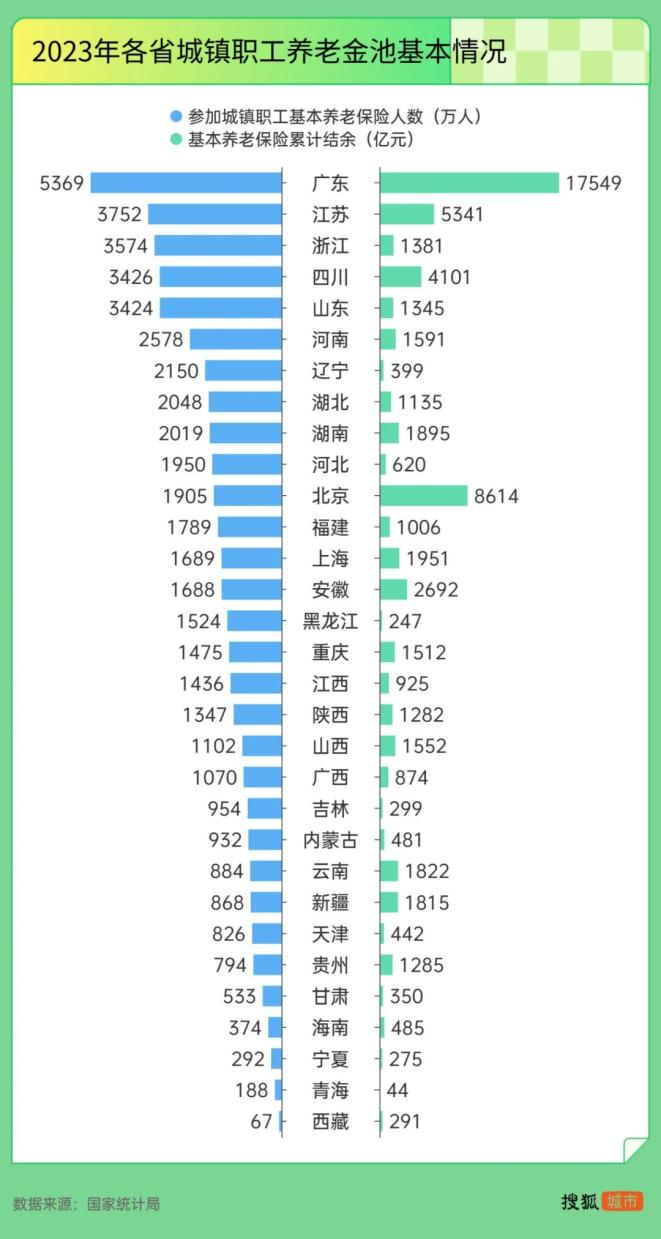 2023年各省城镇职工养老金池基本情况
参加城镇职工基本养老保险人数（万人）
基本养老保险累计结余（亿元）
5369 广东 17549
3752 江苏 5341
3574 浙江 1381
3426 四川 4101
3424 山东 1345
2578 河南 1591
2150 辽宁 399
2048 湖北 1135
2019 湖南 1895
1950 河北 620
1905 北京 8614
1789 福建 1006
1689 上海 1951
1688 安徽 2692
1524 黑龙江 247
1475 重庆 1512
1436 江西 925
1347 陕西 1282
1102 山西 1552
1070 广西 874
954 吉林 299
932 内蒙古 481
884 云南 1822
868 新疆 1815
826 天津 442
794 贵州 1285
533 甘肃 350
374 海南 485
292 宁夏 275
188 青海 44
67 西藏 291
数据来源：国家统计局
搜狐 城市